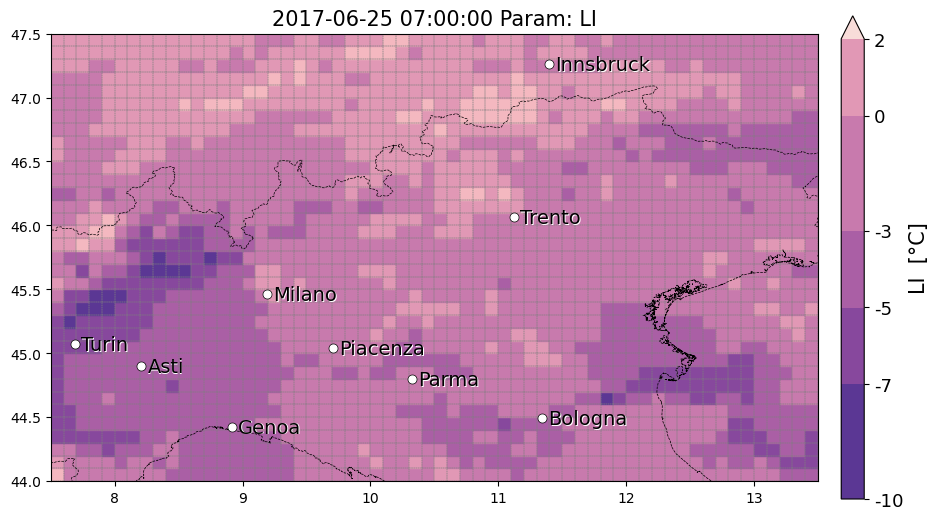 2017-06-25 07:00:00 Param: LI
47.5
47.0
46.5
46.0
45.5
45.0
44.5
44.0
8
9
10
11
12
13
Innsbruck
Trento
Milano
Turin
Piacenza
Asti
Parma
Genoa
Bologna
2
0
-3
-5
-7
-10
LI [°C]